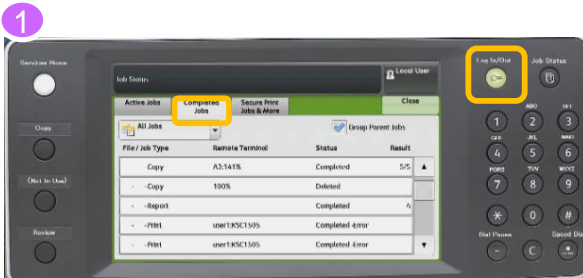 1
Services Home
Log In/Out
Job Status
Local User
Job Status
Active Jobs
Completed Jobs
Secure Print Jobs & More
Close
All Jobs
Group Parent Jobs
File / Job Type Remote Terminal Status Result
Copy A3:141% Completed 5/5
- -Copy 100% Deleted
- -Report Completed
- -Print user1:KSC1505 Completed -Error
- -Print user1:KSC1505 Completed -Error
Copy
(Not In Use)
Review
ABC DEF
1 2 3
GHI JKL MNO
4 5 6
PQRS TUV WXYZ
7 8 9
0 #
Dial Pause Speed Dial
- C